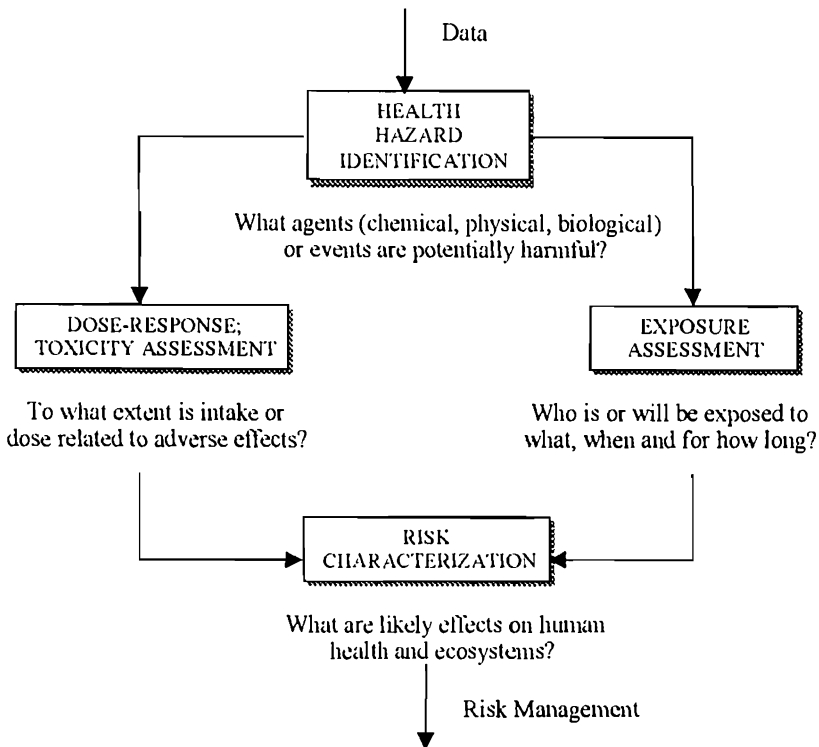 Data
HEALTH
HAZARD
IDENTIFICATION
What agents (chemical, physical, biological)
or events are potentially harmful?
DOSE-RESPONSE;
TOXICITY ASSESSMENT
To what extent is intake or
dose related to adverse effects?
EXPOSURE
ASSESSMENT
Who is or will be exposed to
what, when and for how long?
RISK
CHARACTERIZATION
What are likely effects on human
health and ecosystems?
Risk Management